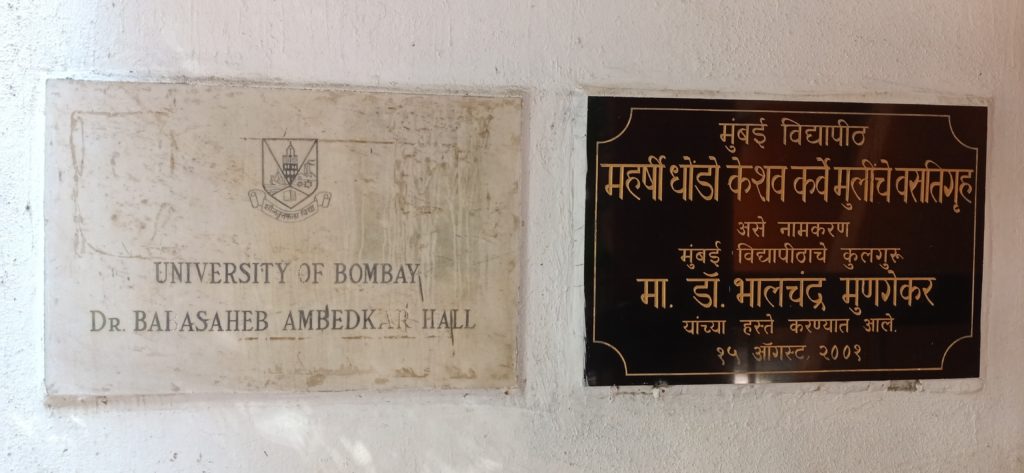 UNIVERSITY OF BOMBAY
DR. BABASAHEB AMBEDKAR HALL
मुंबई विद्यापीठ
महर्षी धोंडो केशव कर्वे मुलींचे वसतिगृह
असे नामकरण
मुंबई विद्यापीठाचे कुलगुरू
मा. डॉ. भालचंद्र मुणगेकर
यांच्या हस्ते करण्यात आले.
१५ ऑगस्ट, २००१